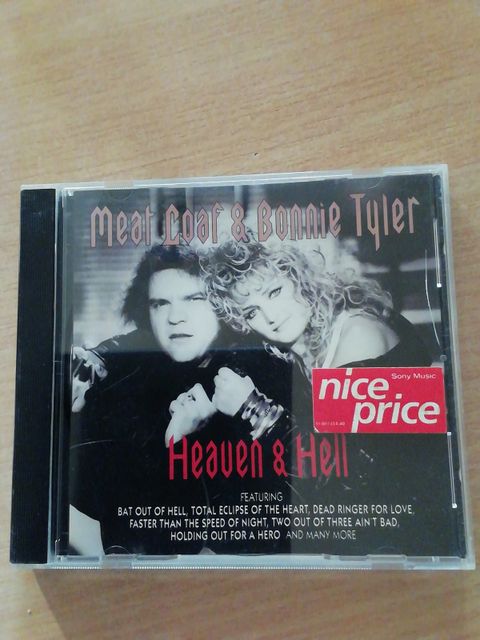 Meat Loaf & Bonnie Tyler
Sony Music
nice
price
Heaven & Hell
FEATURING
BAT OUT OF HELL, TOTAL ECLIPSE OF THE HEART, DEAD RINGER FOR LOVE,
FASTER THAN THE SPEED OF NIGHT, TWO OUT OF THREE AIN T BAD,
HOLDING OUT FOR A HERO AND MANY MORE